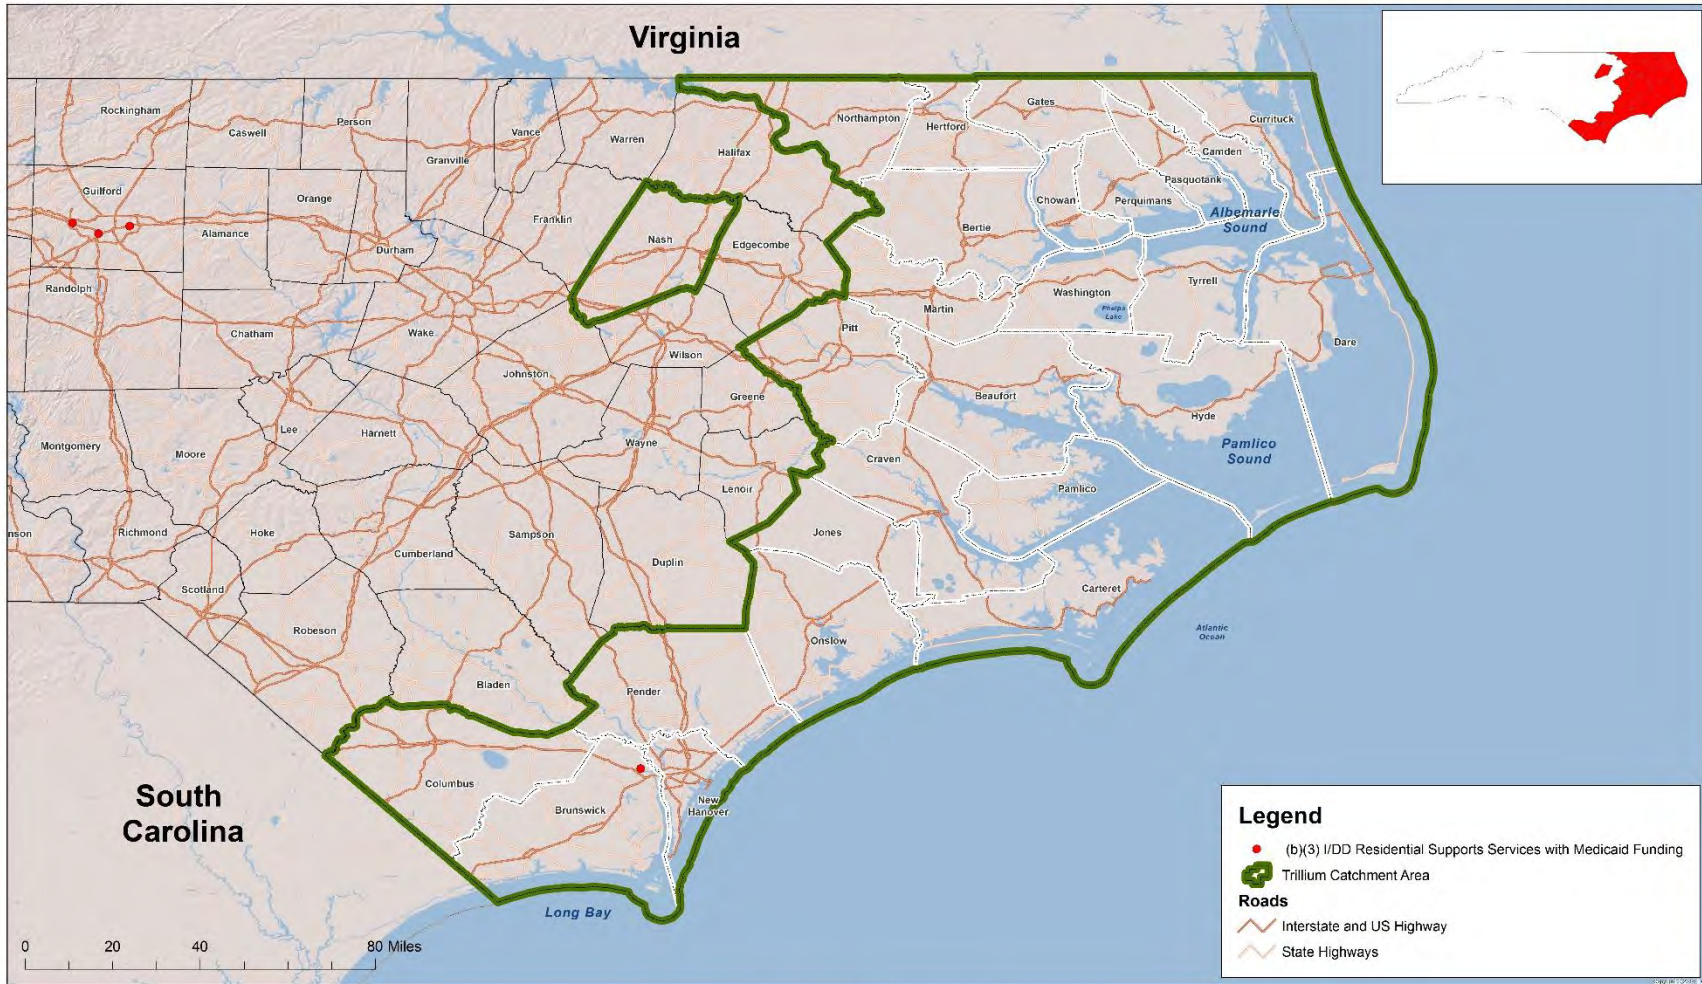 Virginia
Rockingham
Caswell
Person
Vance
Warren
Granville
Halifax
Northampton
Hertford
Gates
Currituck
Camden
Pasquotank
Perquimans
Chowan
Albemarle
Sound
Bertie
Guilford
Orange
Alamance
Durham
Franklin
Nash
Edgecombe
Randolph
Chatham
Wake
Wilson
Johnston
Pitt
Martin
Washington
Tyrrell
Phelps
Lake
Dare
Greene
Beaufort
Hyde
Montgomery
Moore
Lee
Harnett
Wayne
Craven
Pamlico
Sound
Lenoir
Pamlico
nson
Richmond
Hoke
Cumberland
Sampson
Jones
Duplin
Scotland
Carteret
Robeson
Onslow
Atlantic
Ocean
Bladen
Pender
Columbus
Brunswick
New
Hanover
South
Carolina
Long Bay
0 20 40 80 Miles
Legend
(b)(3) I/DD Residential Supports Services with Medicaid Funding
Trillium Catchment Area
Roads
Interstate and US Highway
State Highways